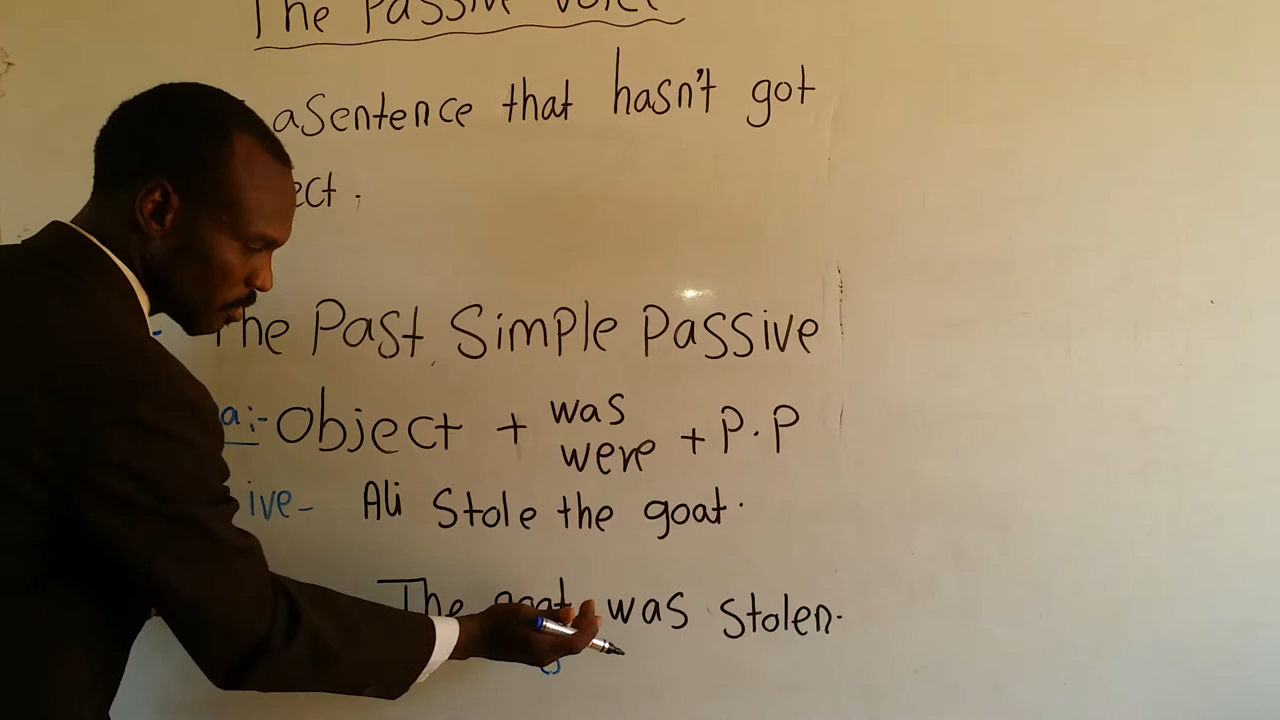 The Passive Voice
a Sentence that hasn't got
ect.
The Past Simple Passive
a:- Object + was were + P.P
ive- Ali Stole the goat.
The goat was Stolen.